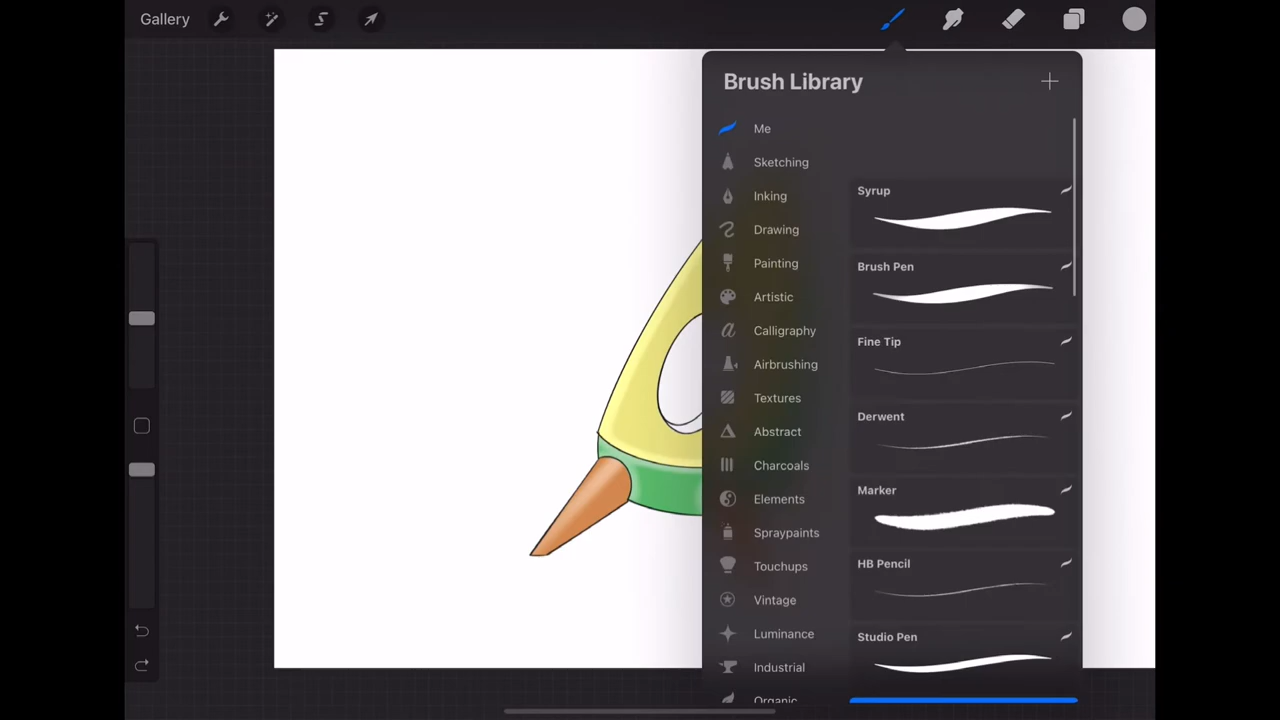 Gallery
Brush Library
Me
Sketching
Inking
Drawing
Painting
Artistic
Calligraphy
Airbrushing
Textures
Abstract
Charcoals
Elements
Spraypaints
Touchups
Vintage
Luminance
Industrial
Organic
Syrup
Brush Pen
Fine Tip
Derwent
Marker
HB Pencil
Studio Pen